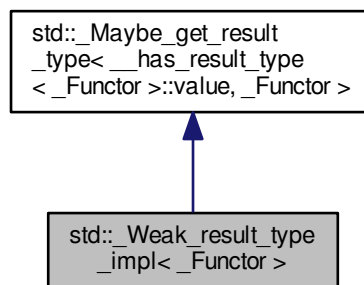 std::_Maybe_get_result
_type< __has_result_type
< _Functor >::value, _Functor >
std::_Weak_result_type
_impl< _Functor >